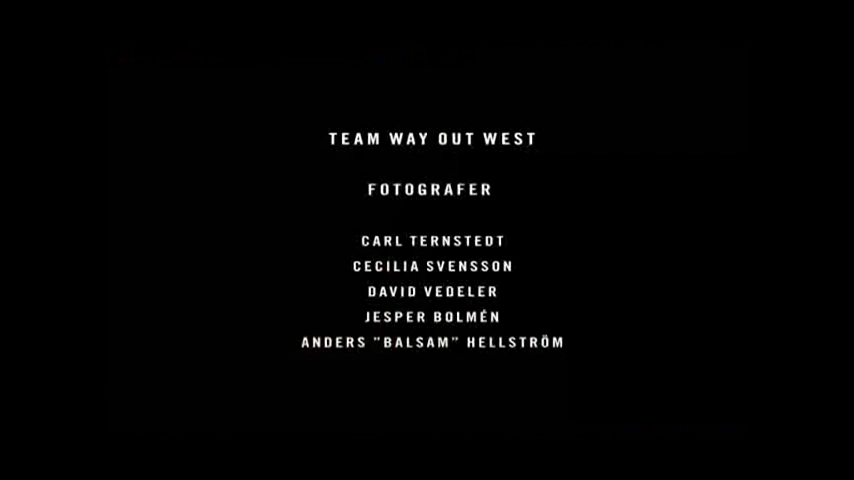 TEAM WAY OUT WEST
FOTOGRAFER
CARL TERNSTEDT
CECILIA SVENSSON
DAVID VEDELER
JESPER BOLMÉN
ANDERS ”BALSAM” HELLSTRÖM